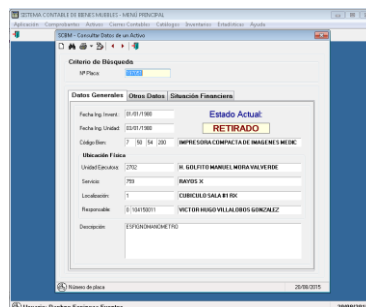 SISTEMA CONTABLE DE BIENES MUEBLES - MENÚ PRINCIPAL
Aplicación Comprobantes Activos Cierres Contables Catálogos Inventarios Estadísticas Ayuda
SCBM - Consultar Datos de un Activo
Criterio de Búsqueda
Nº Placa:
Datos Generales Otros Datos Situación Financiera
Fecha Ing. Invent.: 01/01/1980 Estado Actual:
Fecha Ing. Unidad: 03/01/1980 RETIRADO
Código Bien: 7 50 54 200 IMPRESORA COMPACTA DE IMAGENES MEDIC
Ubicación Física
Unidad Ejecutora: 2702 H. GOLFITO MANUEL MORA VALVERDE
Servicio: 759 RAYOS X
Localización: 1 CUBICULO SALA #1 RX
Responsable: 0 104150011 VICTOR HUGO VILLALOBOS GONZALEZ
Descripción: ESFIGNOMANOMETRO
Número de placa 20/08/2015